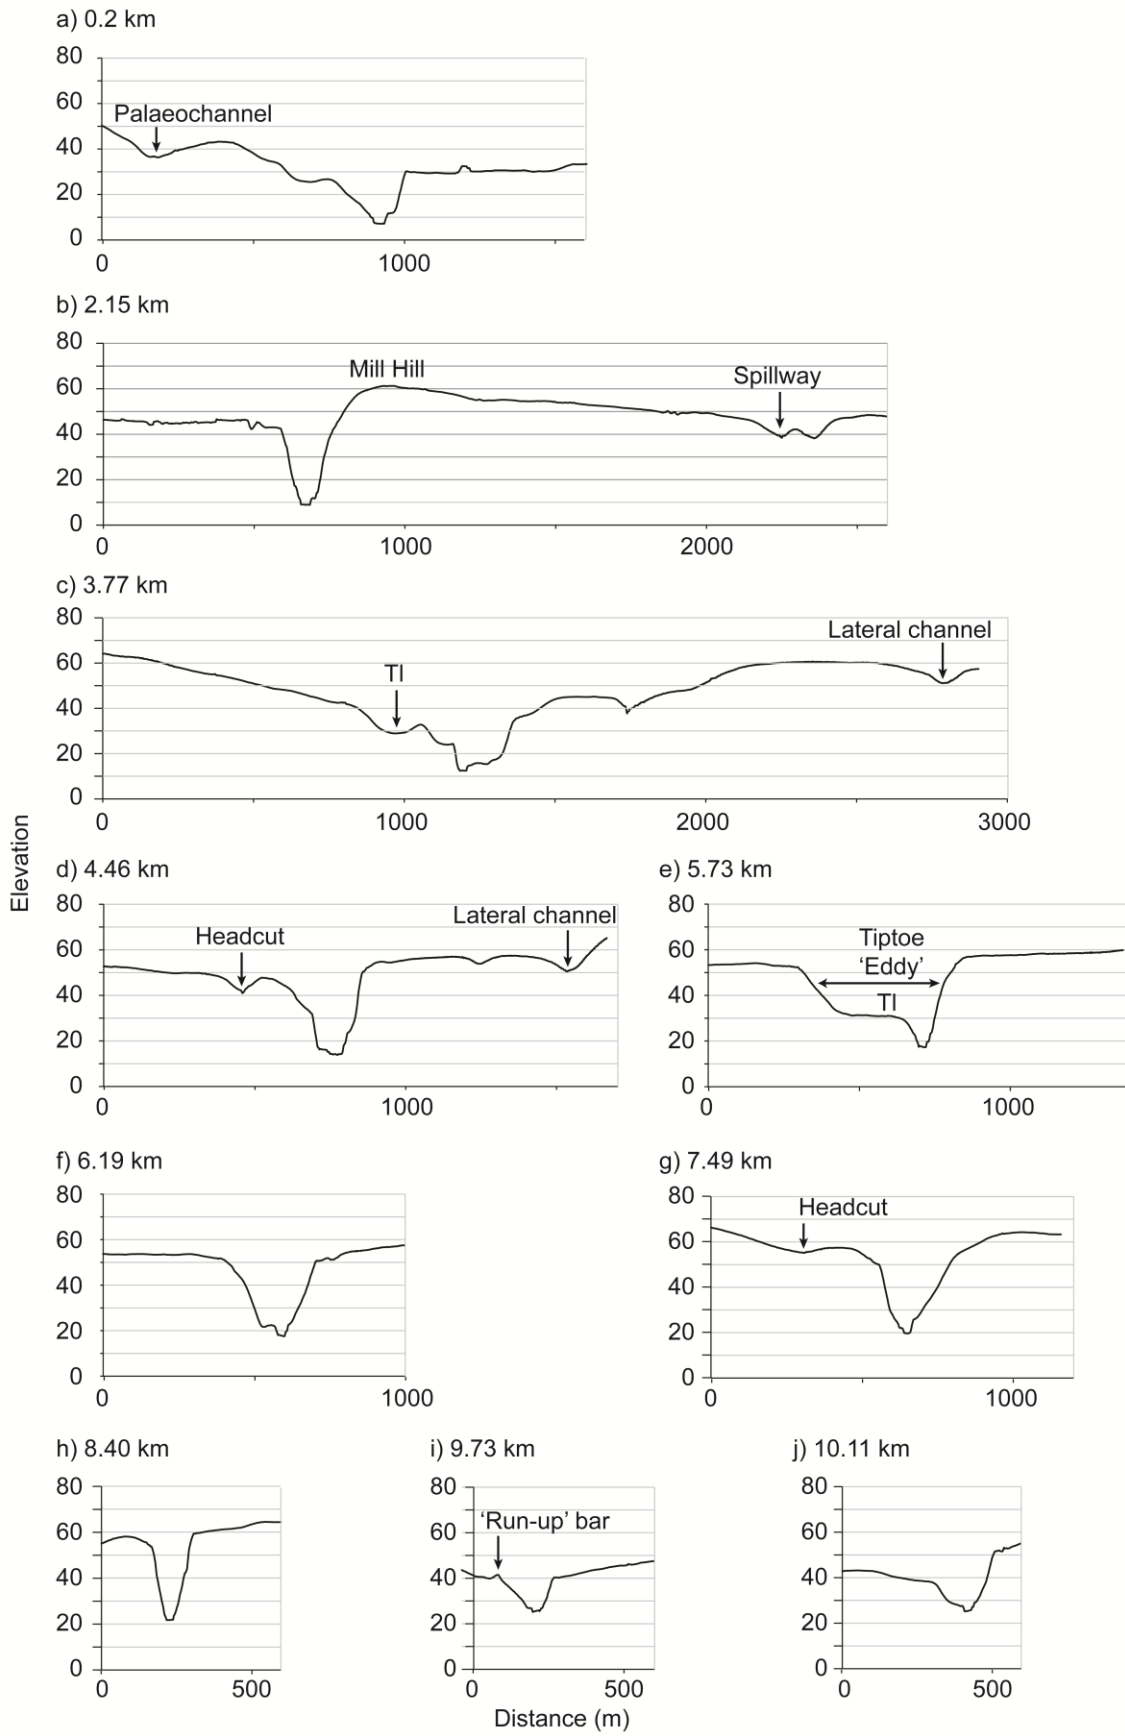 a) 0.2 km
80
60
Palaeochannel
40
20
0
0 1000
b) 2.15 km
80
Mill Hill
60
Spillway
40
20
0
0 1000 2000
c) 3.77 km
80
Lateral channel
60
TI
40
20
0
0 1000 2000 3000
Elevation
d) 4.46 km
80
Lateral channel
Headcut
60
40
20
0
0 1000
e) 5.73 km
80
Tiptoe
60
‘Eddy’
TI
40
20
0
0 1000
f) 6.19 km
80
60
40
20
0
0 1000
g) 7.49 km
80
Headcut
60
40
20
0
0 1000
h) 8.40 km
80
60
40
20
0
0 500
i) 9.73 km
80
‘Run-up’ bar
60
40
20
0
0 500
j) 10.11 km
80
60
40
20
0
0 500
Distance (m)